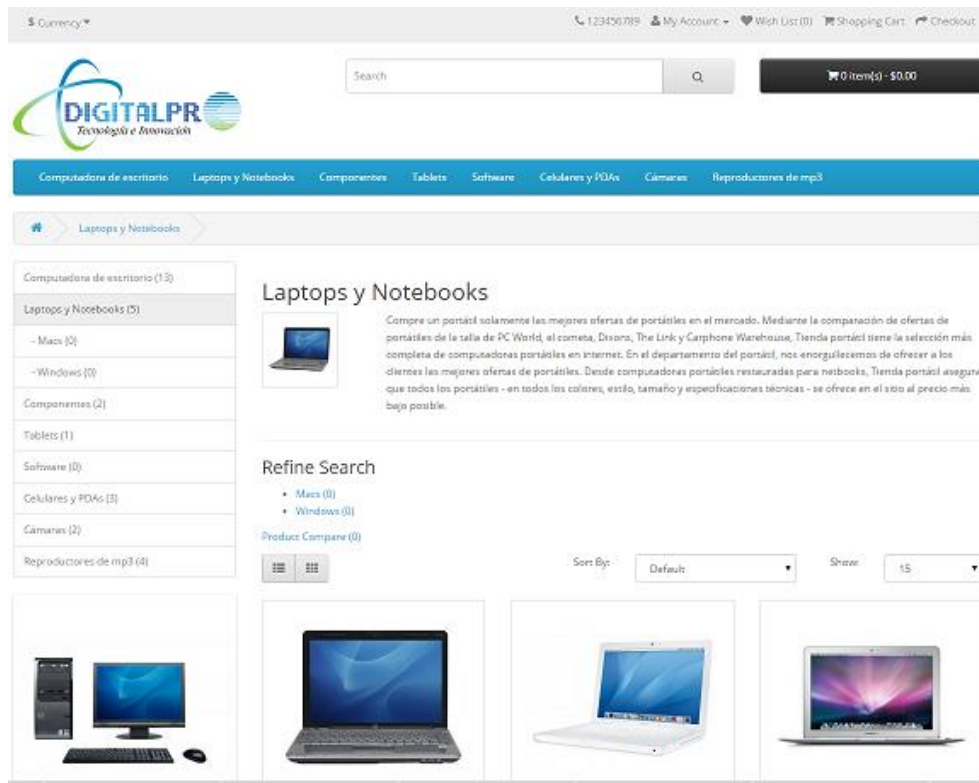 $ Currency
123456789 My Account Wish List (0) Shopping Cart Checkout
DIGITALPRO
Tecnología e Innovación
Search
0 item(s) - $0.00
Computadora de escritorio Laptops y Notebooks Componentes Tablets Software Celulares y PDAs Cámaras Reproductores de mp3
Laptops y Notebooks
Computadora de escritorio (13)
Laptops y Notebooks (5)
- Macs (0)
- Windows (0)
Componentes (2)
Tablets (1)
Software (0)
Celulares y PDAs (3)
Cámaras (2)
Reproductores de mp3 (4)
Laptops y Notebooks
Compre un portátil solamente las mejores ofertas de portátiles en el mercado. Mediante la comparación de ofertas de
portátiles de la talla de PC World, el cometa, Dixons, The Link y Carphone Warehouse, Tienda portátil tiene la selección más
completa de computadoras portátiles en internet. En el departamento del portátil, nos enorgullecemos de ofrecer a los
clientes las mejores ofertas de portátiles. Desde computadoras portátiles restauradas para netbooks, Tienda portátil asegura
que todos los portátiles - en todos los colores, estilo, tamaño y especificaciones técnicas - se ofrece en el sitio al precio más
bajo posible.
Refine Search
Macs (0)
Windows (0)
Product Compare (0)
Sort By: Default Show: 15